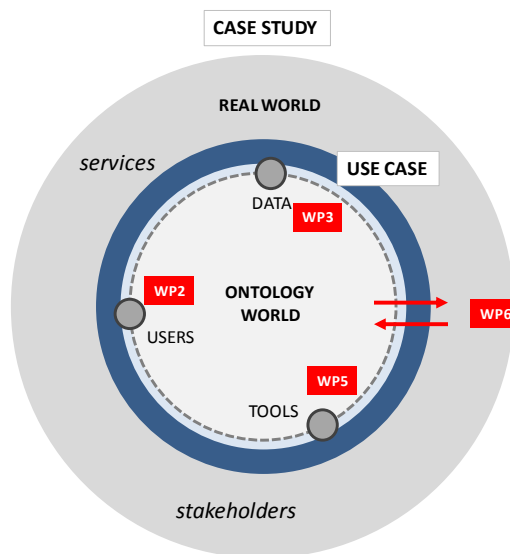 CASE STUDY
REAL WORLD
services
USE CASE
DATA
WP3
WP2
ONTOLOGY
WORLD
WP6
USERS
WP5
TOOLS
stakeholders